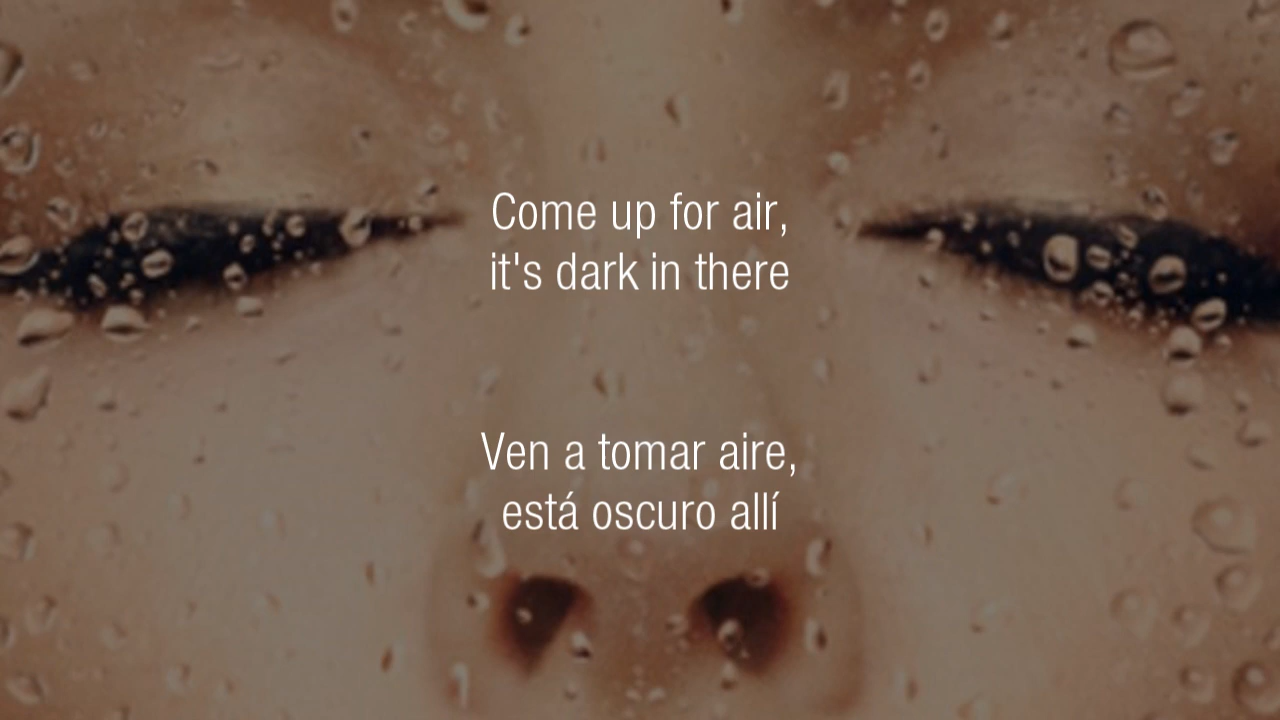 Come up for air,
it's dark in there
Ven a tomar aire,
está oscuro allí